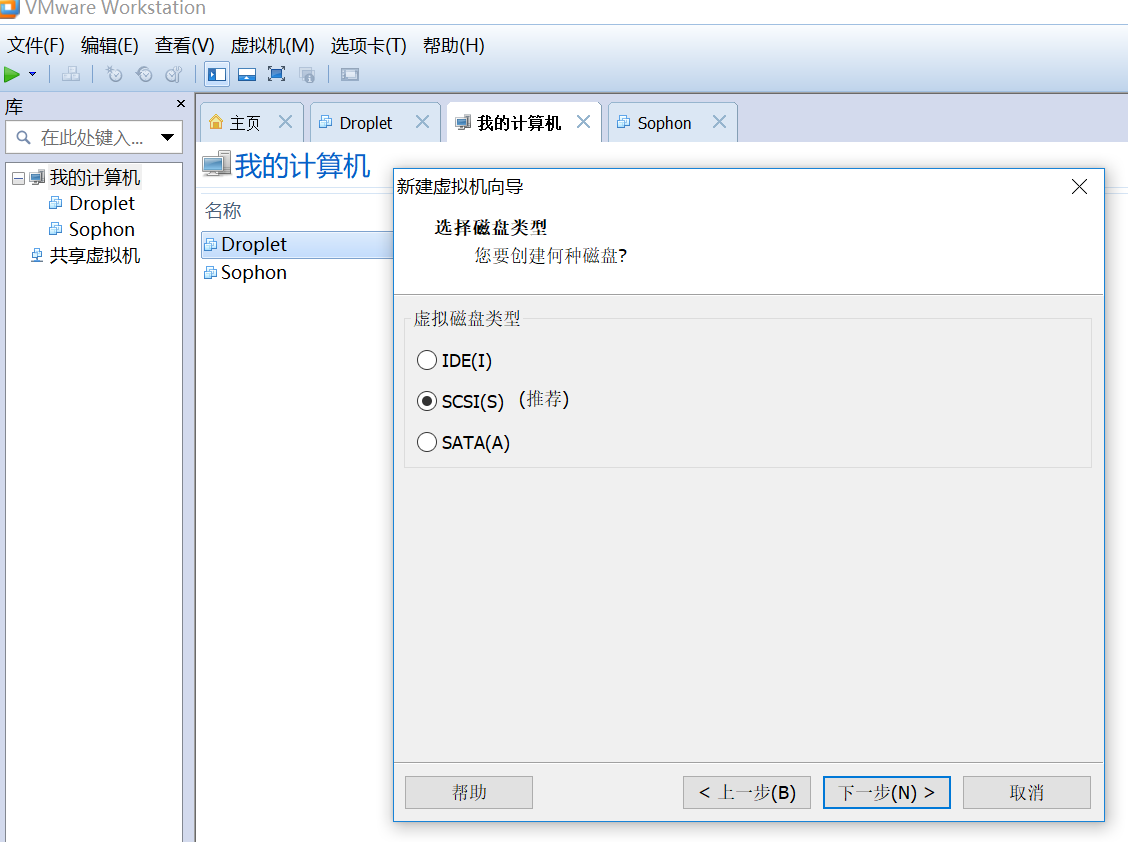 VMware Workstation
文件(F) 编辑(E) 查看(V) 虚拟机(M) 选项卡(T) 帮助(H)
库
在此处键入...
我的计算机
Droplet
Sophon
共享虚拟机
主页 Droplet 我的计算机 Sophon
我的计算机
名称
Droplet
Sophon
新建虚拟机向导
选择磁盘类型
您要创建何种磁盘?
虚拟磁盘类型
IDE(I)
SCSI(S) (推荐)
SATA(A)
帮助 < 上一步(B) 下一步(N) > 取消